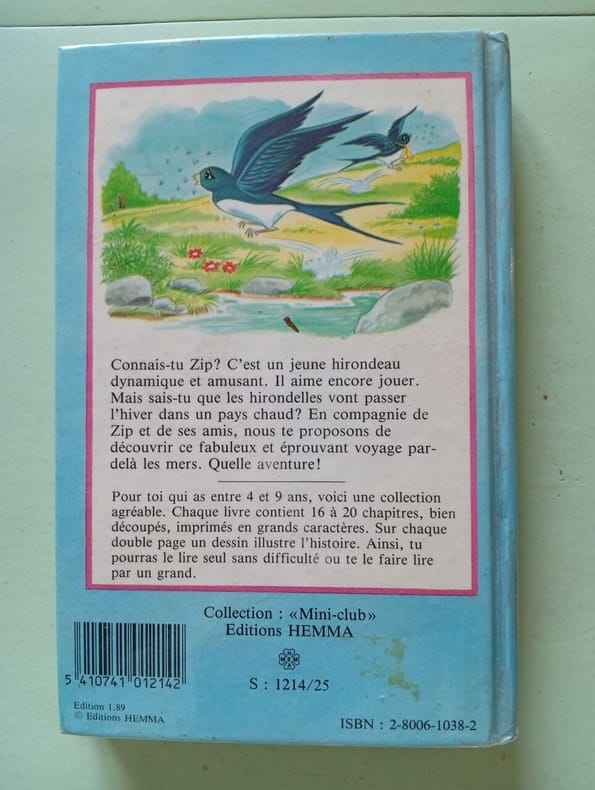 Connais-tu Zip? C'est un jeune hirondeau
dynamique et amusant. Il aime encore jouer.
Mais sais-tu que les hirondelles vont passer
l'hiver dans un pays chaud? En compagnie de
Zip et de ses amis, nous te proposons de
découvrir ce fabuleux et éprouvant voyage par-
delà les mers. Quelle aventure!
Pour toi qui as entre 4 et 9 ans, voici une collection
agréable. Chaque livre contient 16 à 20 chapitres, bien
découpés, imprimés en grands caractères. Sur chaque
double page un dessin illustre l'histoire. Ainsi, tu
pourras le lire seul sans difficulté ou te le faire lire
par un grand.
Collection : «Mini-club»
Editions HEMMA
5 410741 012142
S : 1214/25
Edition 1.89
© Editions HEMMA
ISBN : 2-8006-1038-2